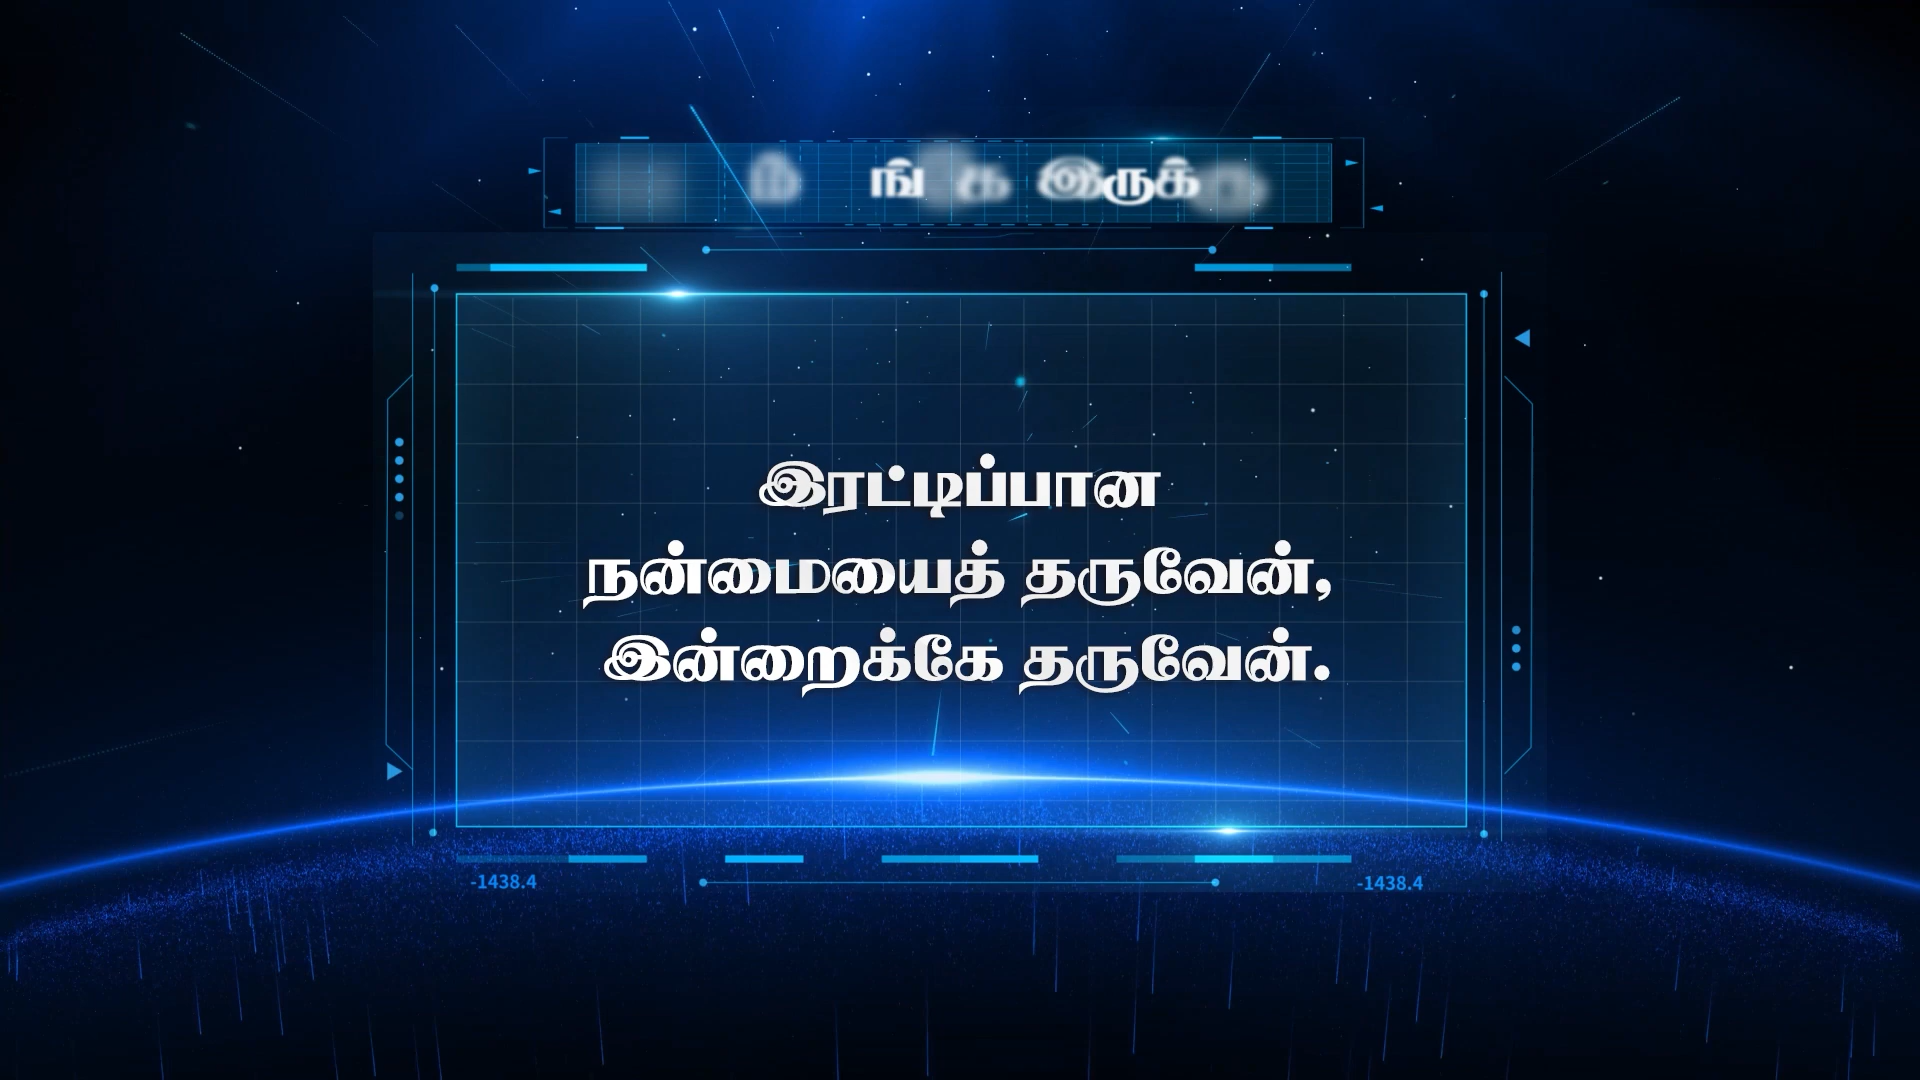 இரட்டிப்பான
நன்மையைத் தருவேன்,
இன்றைக்கே தருவேன்.
-1438.4 -1438.4